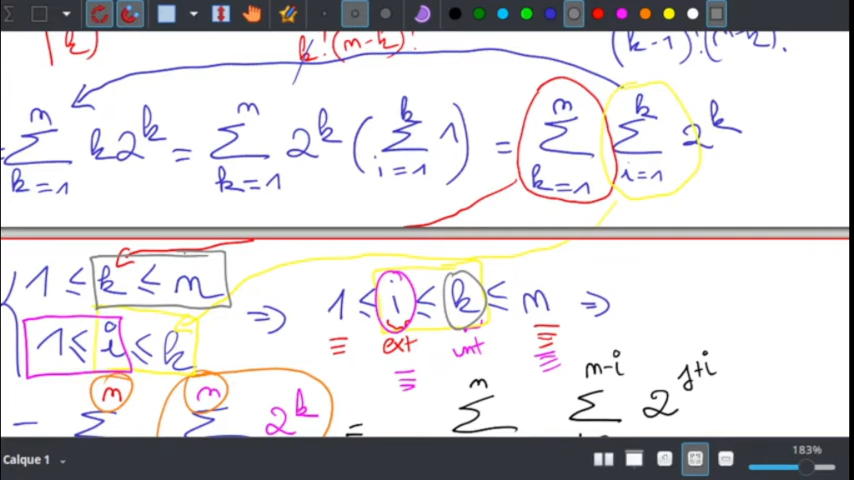 (k) k!(n-k)! (k-1)!(n-k)!
= ∑_{k=1}^{n} k2^k = ∑_{k=1}^{n} 2^k (∑_{i=1}^{k} 1) = ∑_{k=1}^{n} ∑_{i=1}^{k} 2^k
1 ≤ k ≤ n
1 ≤ i ≤ k
=> 1 ≤ i ≤ k ≤ n =>
ext int
= ∑^{n} ∑^{n} 2^k = ∑^{n} ∑^{n-i} 2^{j+i}
Calque 1 183%